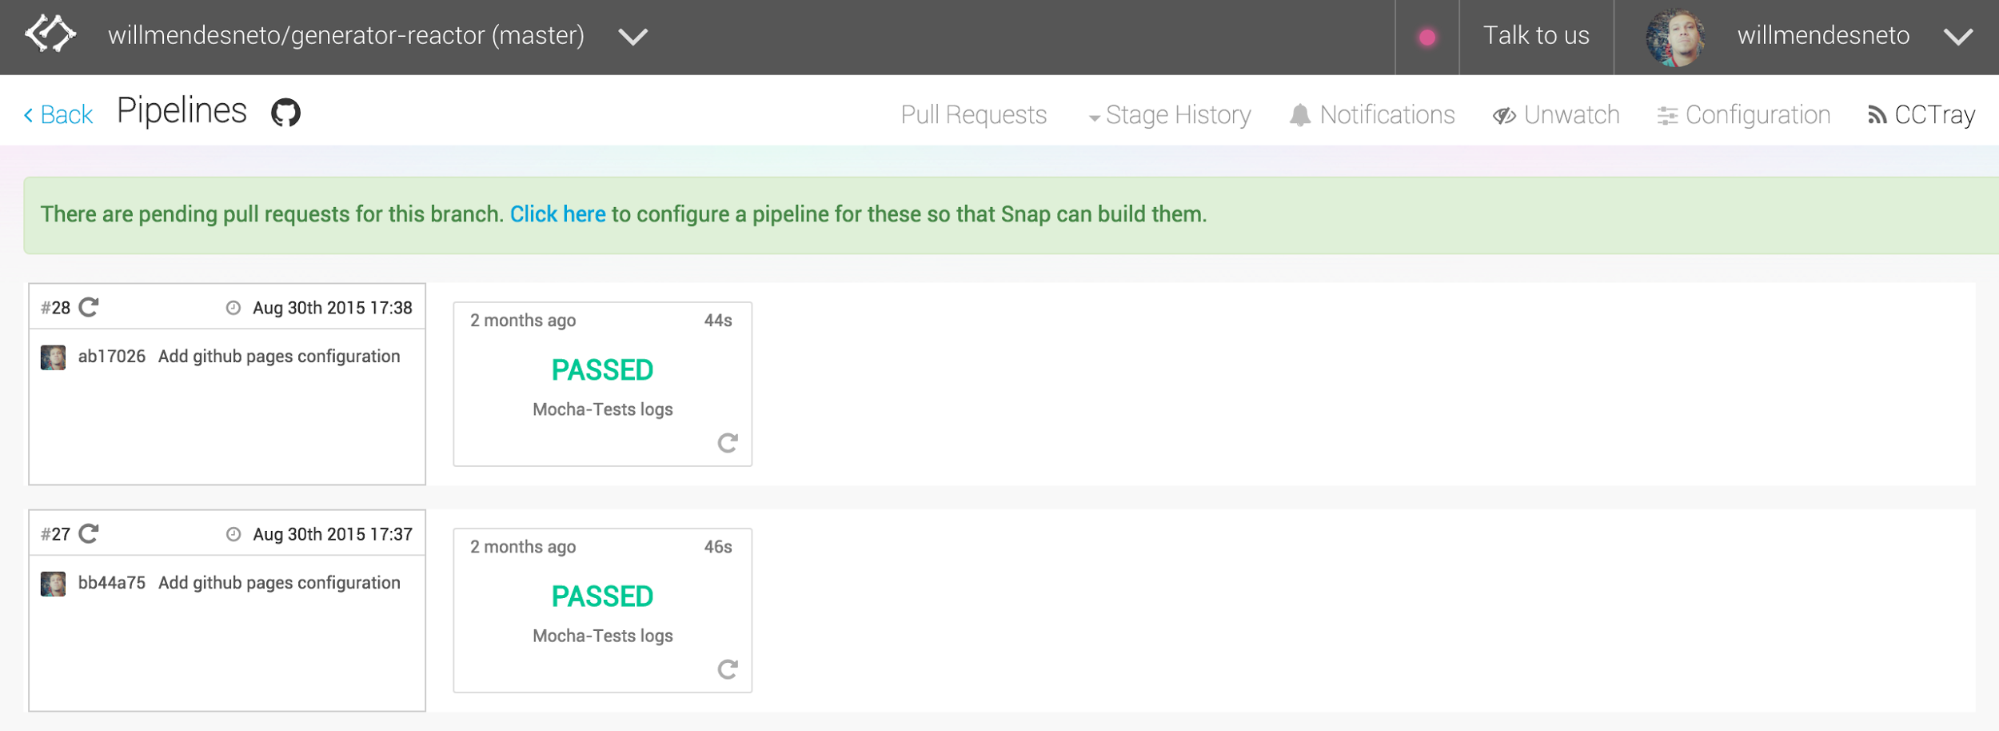 willmendesneto/generator-reactor (master)
Talk to us
willmendesneto
Back
Pipelines
Pull Requests
Stage History
Notifications
Unwatch
Configuration
CCTray
There are pending pull requests for this branch. Click here to configure a pipeline for these so that Snap can build them.
#28
Aug 30th 2015 17:38
ab17026 Add github pages configuration
2 months ago
44s
PASSED
Mocha-Tests logs
#27
Aug 30th 2015 17:37
bb44a75 Add github pages configuration
2 months ago
46s
PASSED
Mocha-Tests logs